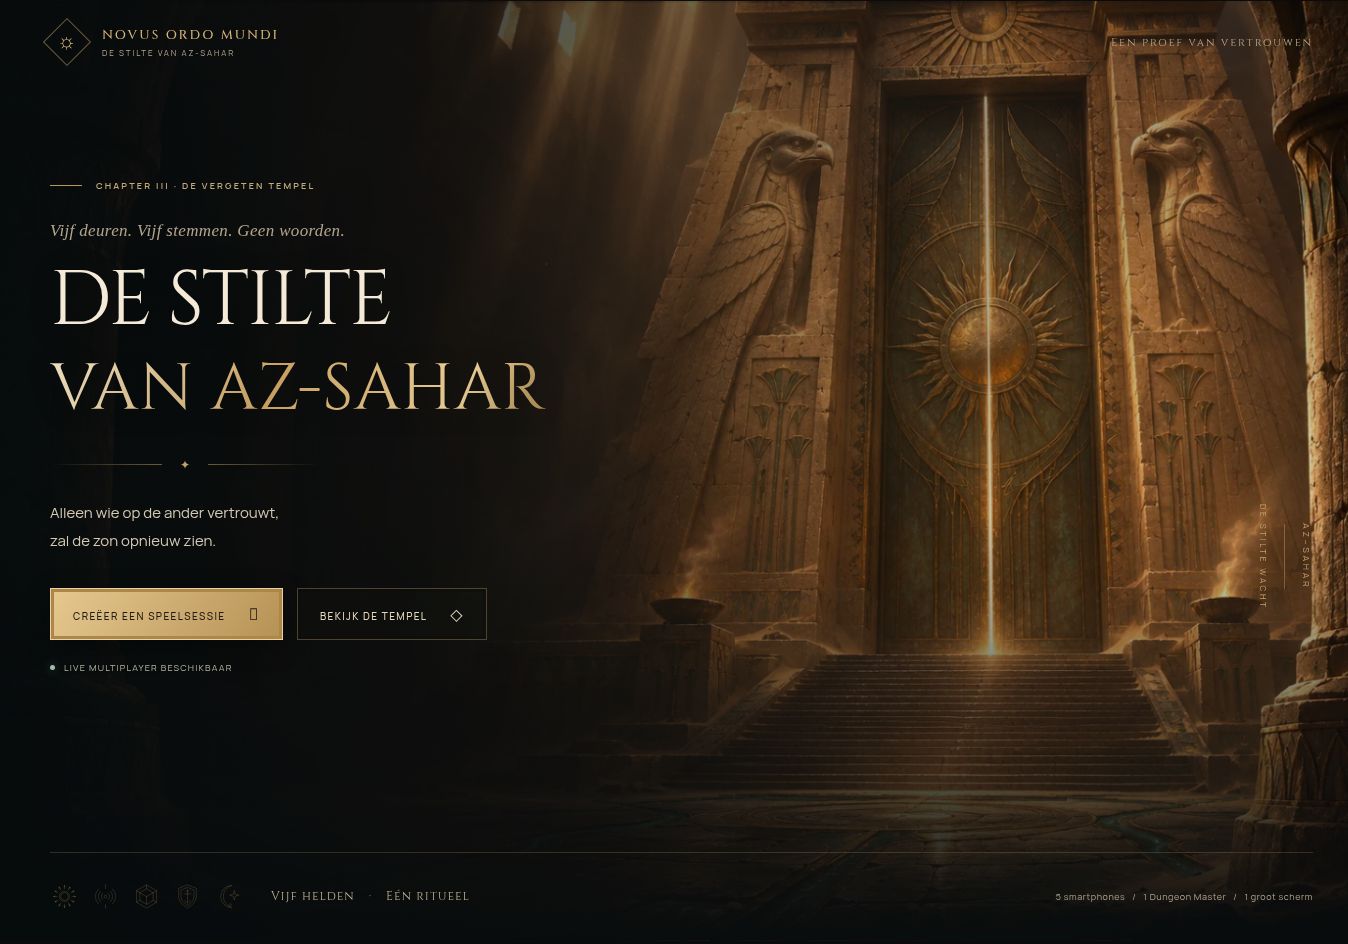 NOVUS ORDO MUNDI
DE STILTE VAN AZ-SAHAR
EEN PROEF VAN VERTROUWEN
CHAPTER III · DE VERGETEN TEMPEL
Vijf deuren. Vijf stemmen. Geen woorden.
DE STILTE
VAN AZ-SAHAR
Alleen wie op de ander vertrouwt,
zal de zon opnieuw zien.
CREËER EEN SPEELSESSIE
BEKIJK DE TEMPEL
LIVE MULTIPLAYER BESCHIKBAAR
AZ-SAHAR
DE STILTE WACHT
VIJF HELDEN · EÉN RITUEEL
5 smartphones / 1 Dungeon Master / 1 groot scherm